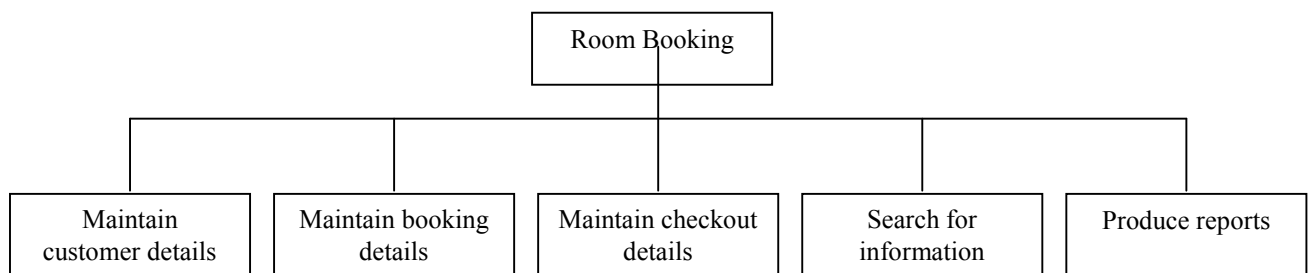 Room Booking
Maintain
customer details
Maintain booking
details
Maintain checkout
details
Search for
information
Produce reports